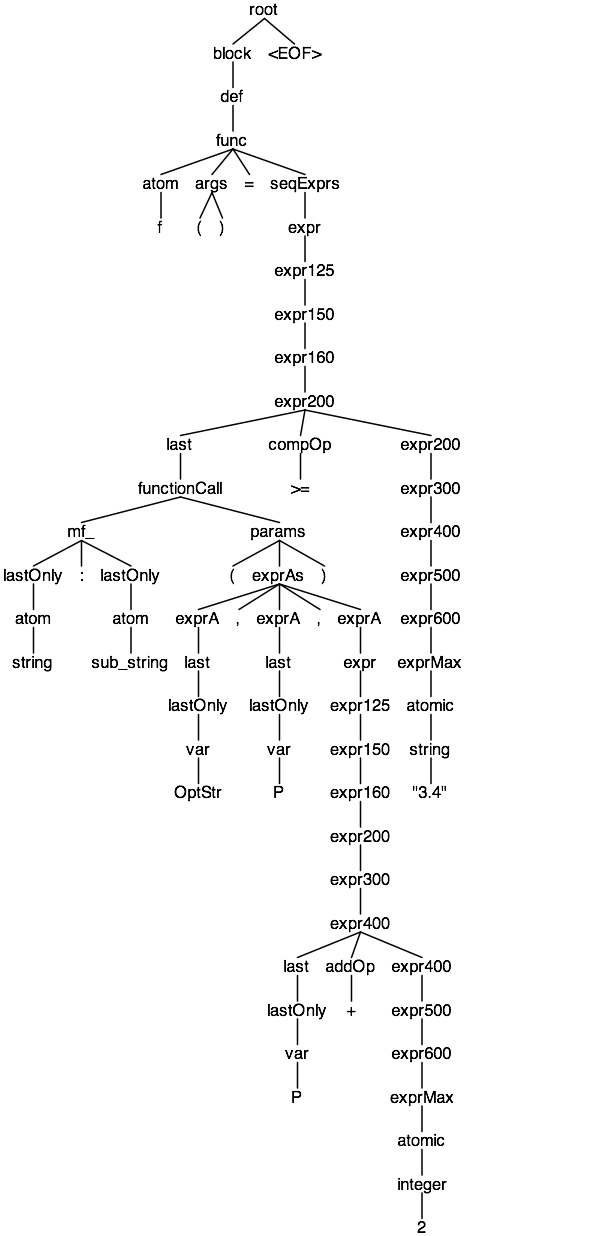 root
block <EOF>
def
func
atom args = seqExprs
f ( ) expr
expr125
expr150
expr160
expr200
last compOp expr200
functionCall >= expr300
mf_ params expr400
lastOnly : lastOnly ( exprAs ) expr500
atom atom exprA , exprA , exprA expr600
string sub_string last last expr exprMax
lastOnly lastOnly expr125 atomic
var var expr150 string
OptStr P expr160 "3.4"
expr200
expr300
expr400
last addOp expr400
lastOnly + expr500
var expr600
P exprMax
atomic
integer
2